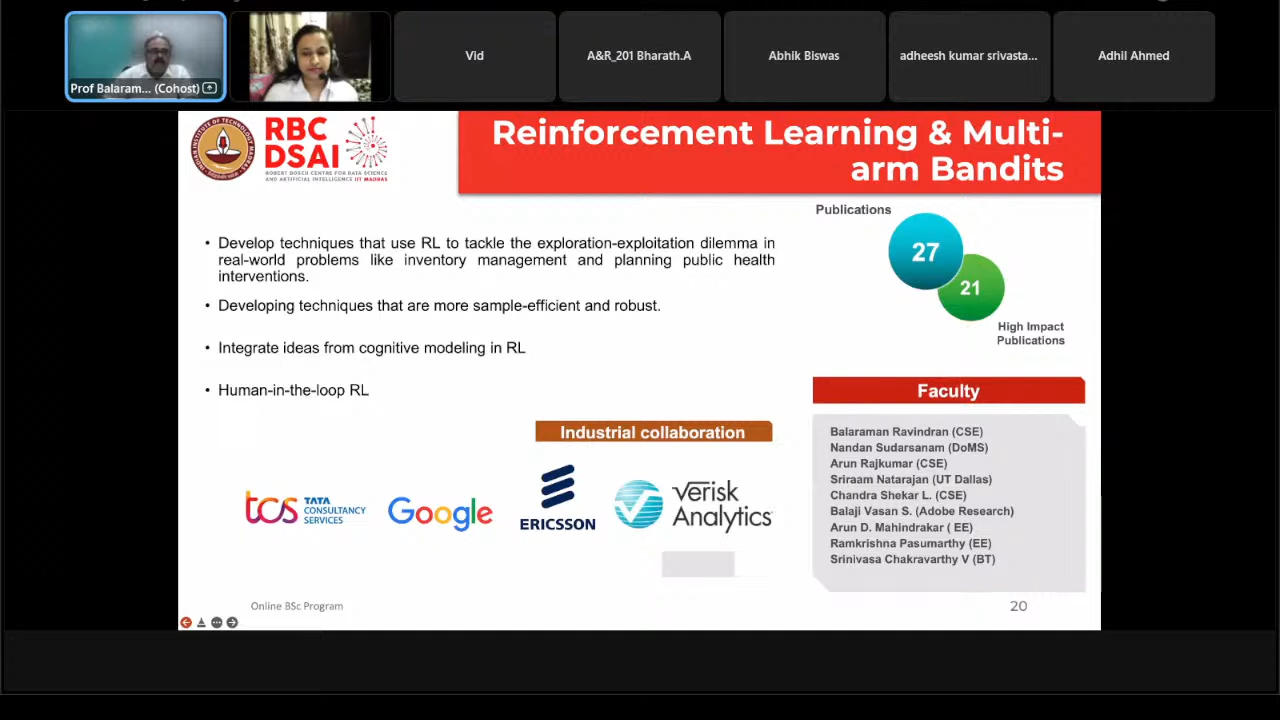 Prof Balaram... (Cohost)
Vid
A&R_201 Bharath.A
Abhik Biswas
adheesh kumar srivasta...
Adhil Ahmed
RBC
DSAI
ROBERT BOSCH CENTRE FOR DATA SCIENCE
AND ARTIFICIAL INTELLIGENCE IIT MADRAS
Reinforcement Learning & Multi-
arm Bandits
• Develop techniques that use RL to tackle the exploration-exploitation dilemma in
real-world problems like inventory management and planning public health
interventions.
• Developing techniques that are more sample-efficient and robust.
• Integrate ideas from cognitive modeling in RL
• Human-in-the-loop RL
Publications
27
21
High Impact
Publications
Industrial collaboration
tcs TATA
CONSULTANCY
SERVICES
Google
ERICSSON
Verisk
Analytics
Faculty
Balaraman Ravindran (CSE)
Nandan Sudarsanam (DoMS)
Arun Rajkumar (CSE)
Sriraam Natarajan (UT Dallas)
Chandra Shekar L. (CSE)
Balaji Vasan S. (Adobe Research)
Arun D. Mahindrakar ( EE)
Ramkrishna Pasumarthy (EE)
Srinivasa Chakravarthy V (BT)
Online BSc Program
20